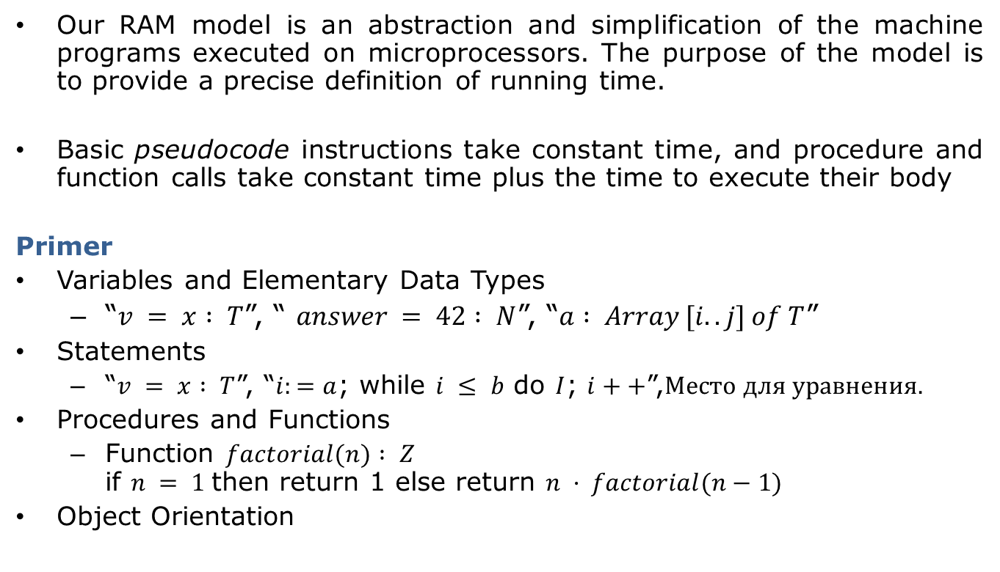 • Our RAM model is an abstraction and simplification of the machine
programs executed on microprocessors. The purpose of the model is
to provide a precise definition of running time.
• Basic pseudocode instructions take constant time, and procedure and
function calls take constant time plus the time to execute their body
Primer
• Variables and Elementary Data Types
– “v = x : T”, “ answer = 42 : N”, “a : Array [i..j] of T”
• Statements
– “v = x : T”, “i:= a; while i ≤ b do I; i ++”,Место для уравнения.
• Procedures and Functions
– Function factorial(n) : Z
if n = 1 then return 1 else return n · factorial(n − 1)
• Object Orientation